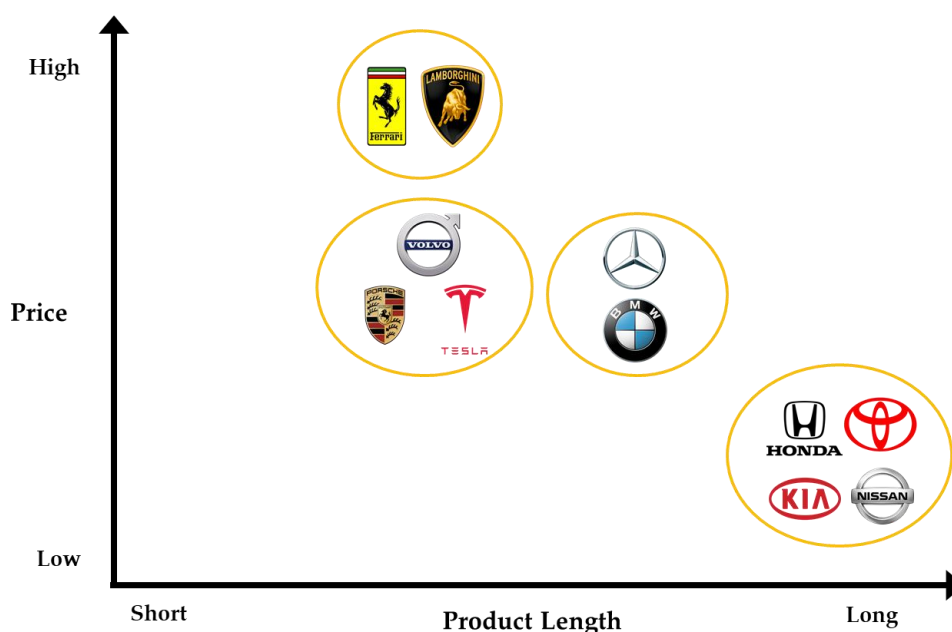 High
LAMBORGHINI
Ferrari
VOLVO
PORSCHE
TESLA
BMW
Price
HONDA
KIA
NISSAN
Low
Short
Product Length
Long